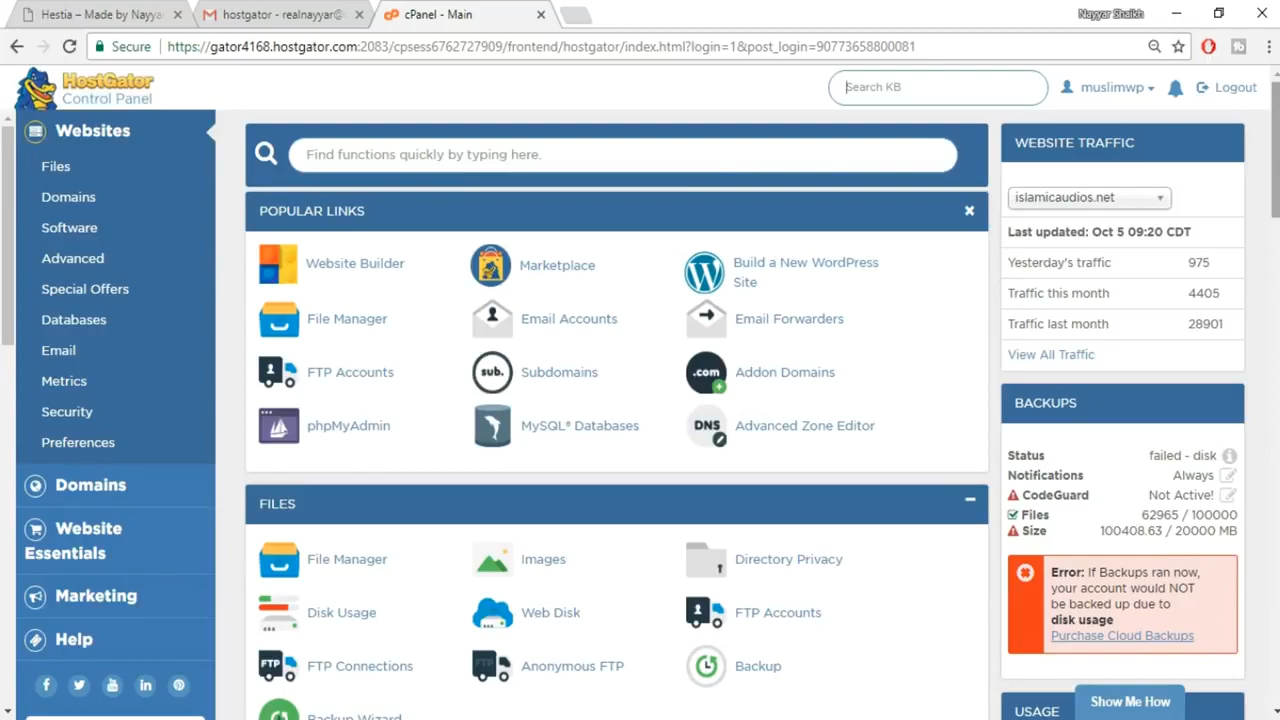 Hestia – Made by Nayya
hostgator - realnayyar@
cPanel - Main
Nayyar Shaikh
Secure
https://gator4168.hostgator.com:2083/cpsess6762727909/frontend/hostgator/index.html?login=1&post_login=90773658800081
HostGator
Control Panel
Search KB
muslimwp
Logout
Websites
Files
Domains
Software
Advanced
Special Offers
Databases
Email
Metrics
Security
Preferences
Domains
Website
Essentials
Marketing
Help
Find functions quickly by typing here.
POPULAR LINKS
Website Builder
Marketplace
Build a New WordPress
Site
File Manager
Email Accounts
Email Forwarders
FTP Accounts
sub.
Subdomains
.com
Addon Domains
phpMyAdmin
MySQL® Databases
DNS
Advanced Zone Editor
FILES
File Manager
Images
Directory Privacy
Disk Usage
Web Disk
FTP Accounts
FTP
FTP Connections
FTP
Anonymous FTP
Backup
Backup Wizard
WEBSITE TRAFFIC
islamicaudios.net
Last updated: Oct 5 09:20 CDT
Yesterday's traffic 975
Traffic this month 4405
Traffic last month 28901
View All Traffic
BACKUPS
Status failed - disk
Notifications Always
CodeGuard Not Active!
Files 62965 / 100000
Size 100408.63 / 20000 MB
Error: If Backups ran now,
your account would NOT
be backed up due to
disk usage
Purchase Cloud Backups
USAGE
Show Me How